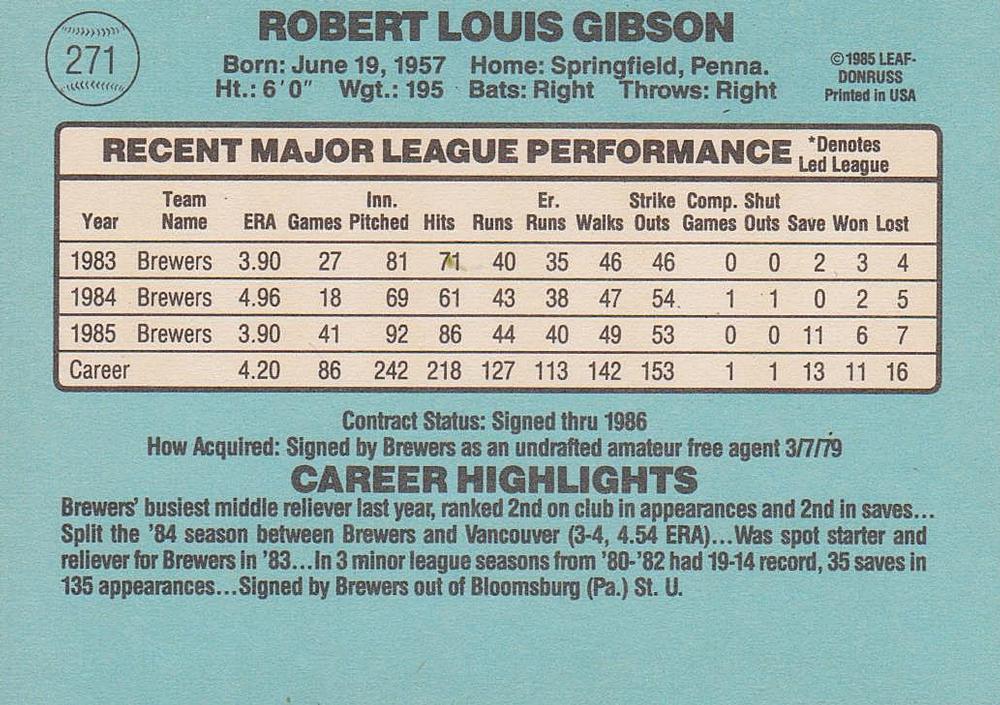 271
ROBERT LOUIS GIBSON
Born: June 19, 1957 Home: Springfield, Penna.
Ht.: 6'0" Wgt.: 195 Bats: Right Throws: Right
©1985 LEAF-
DONRUSS
Printed in USA
RECENT MAJOR LEAGUE PERFORMANCE *Denotes
Led League
Year Team Name ERA Games Inn. Pitched Hits Runs Er. Runs Walks Strike Outs Comp. Games Shut Outs Save Won Lost
1983 Brewers 3.90 27 81 71 40 35 46 46 0 0 2 3 4
1984 Brewers 4.96 18 69 61 43 38 47 54 1 1 0 2 5
1985 Brewers 3.90 41 92 86 44 40 49 53 0 0 11 6 7
Career 4.20 86 242 218 127 113 142 153 1 1 13 11 16
Contract Status: Signed thru 1986
How Acquired: Signed by Brewers as an undrafted amateur free agent 3/7/79
CAREER HIGHLIGHTS
Brewers' busiest middle reliever last year, ranked 2nd on club in appearances and 2nd in saves...
Split the '84 season between Brewers and Vancouver (3-4, 4.54 ERA)...Was spot starter and
reliever for Brewers in '83...In 3 minor league seasons from '80-'82 had 19-14 record, 35 saves in
135 appearances...Signed by Brewers out of Bloomsburg (Pa.) St. U.